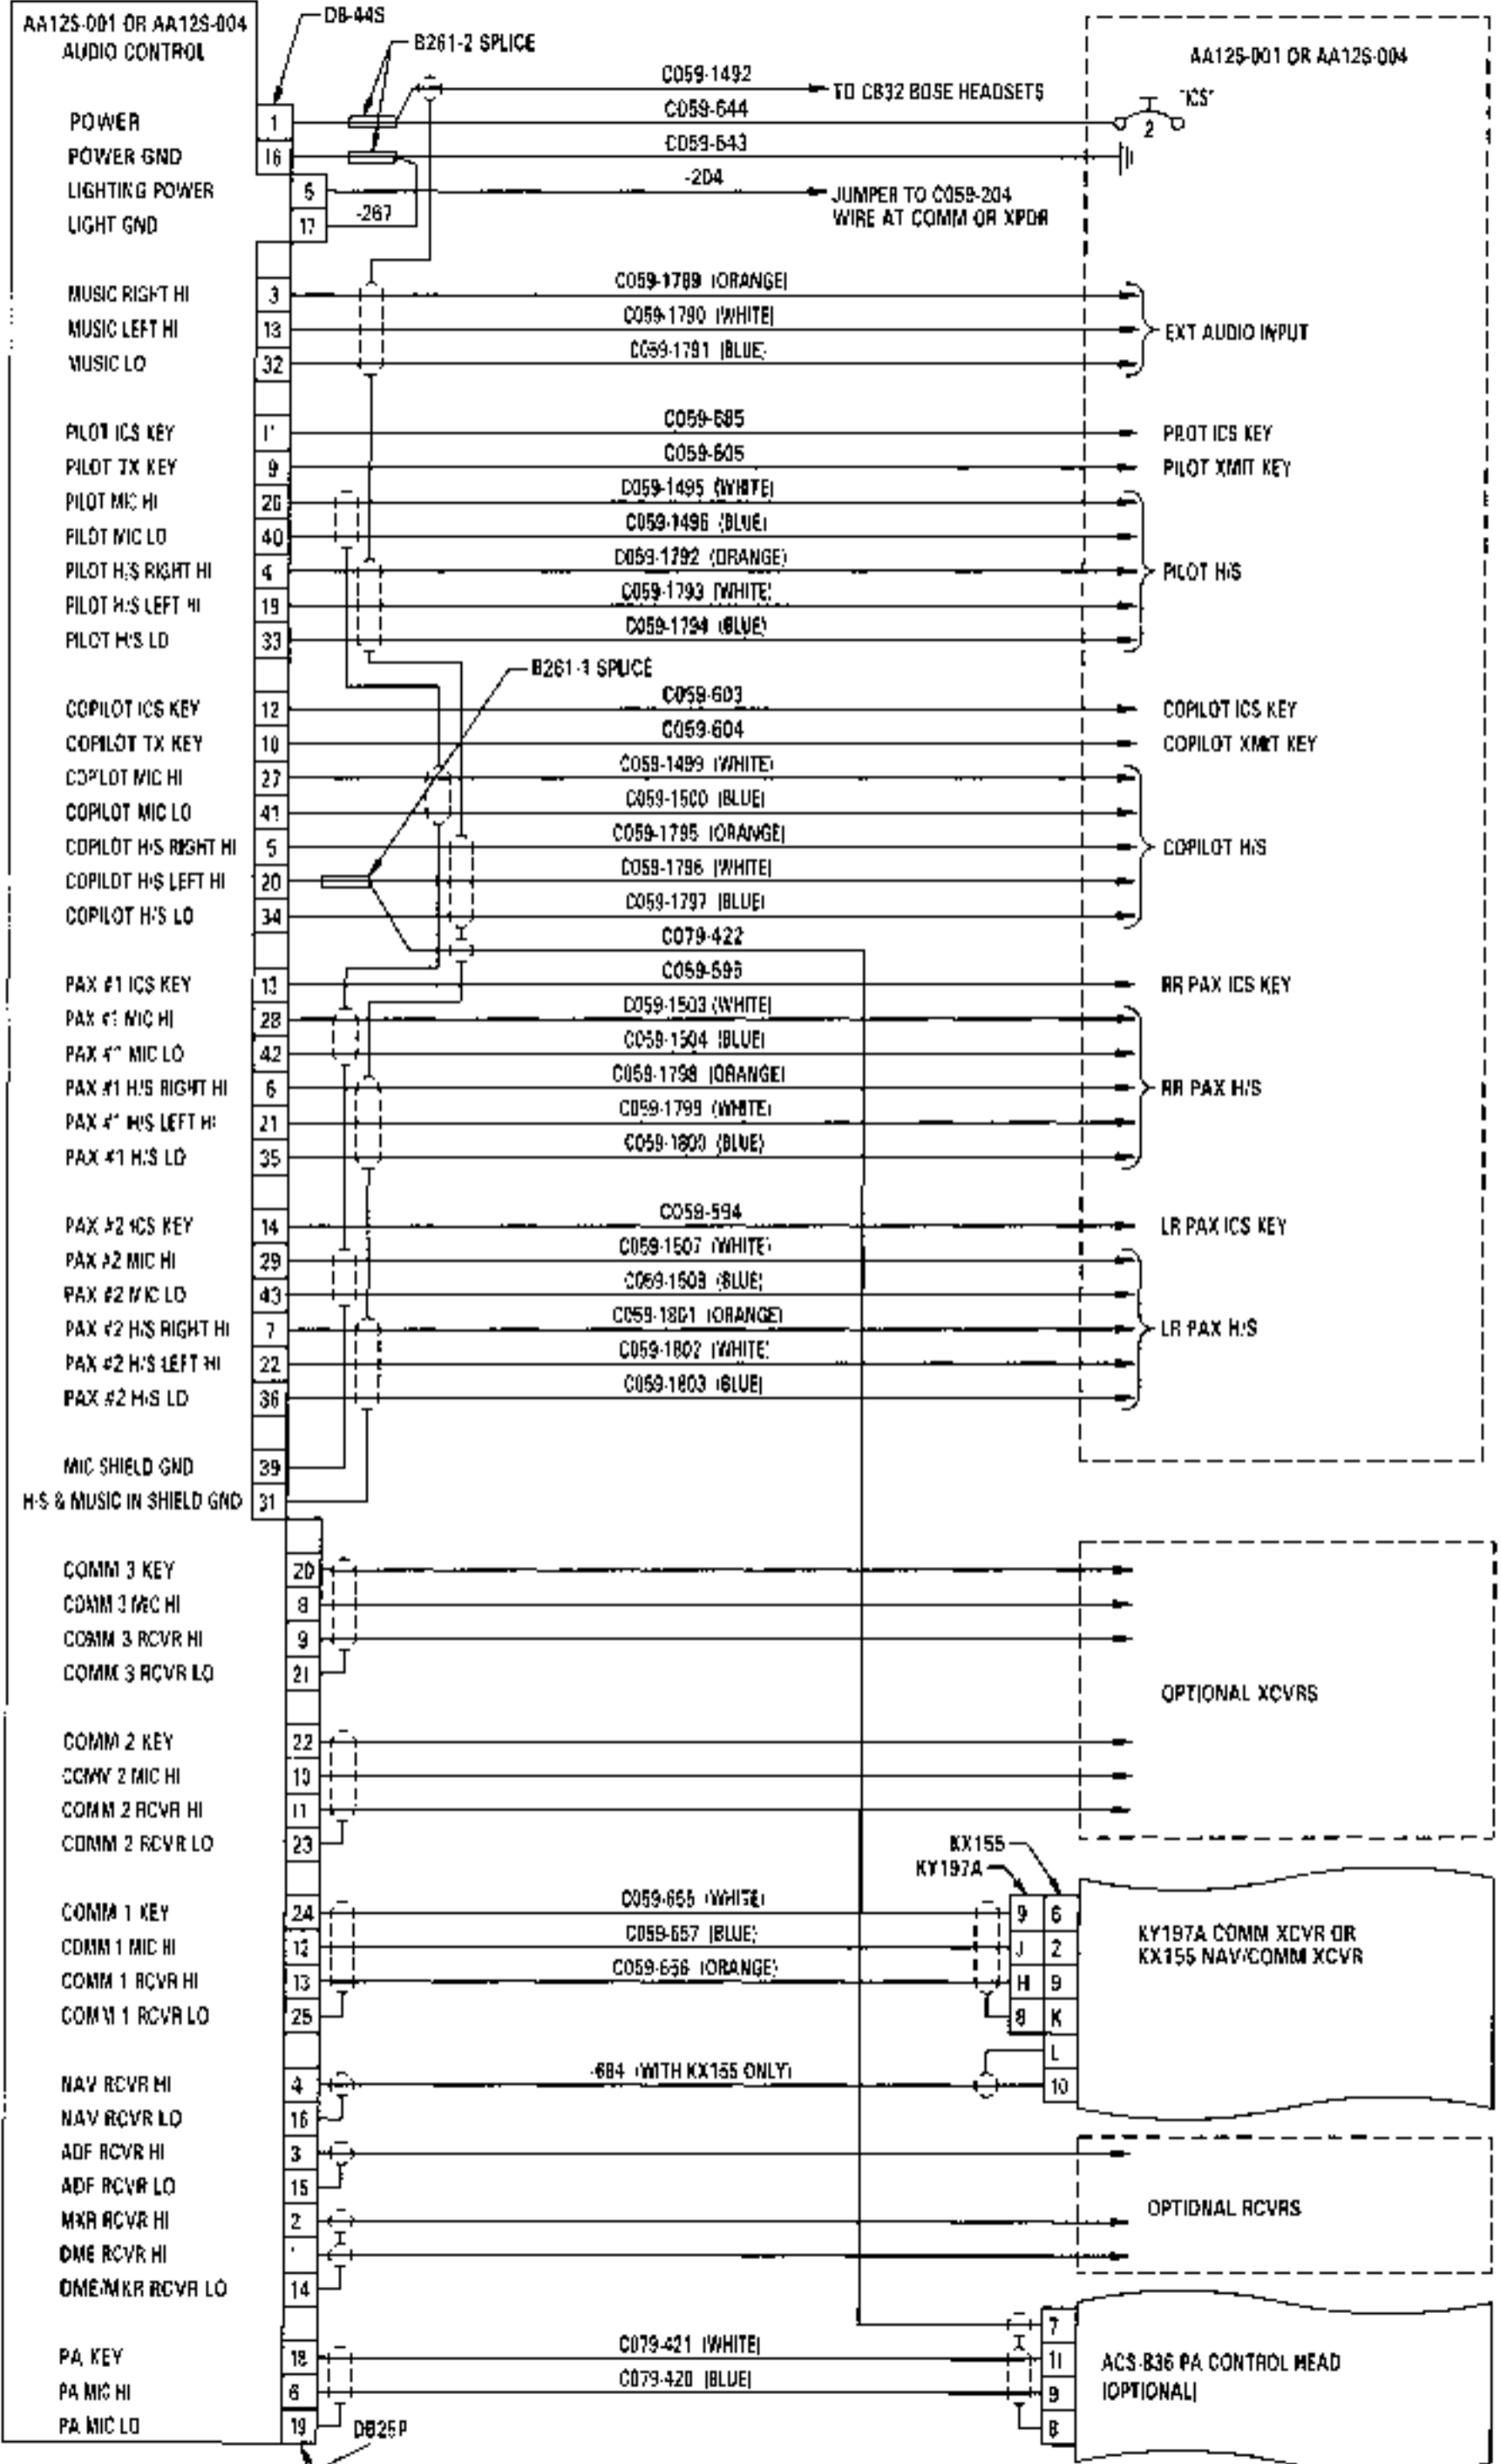 AA12S-001 OR AA12S-004
AUDIO CONTROL
DB-44S
B261-2 SPLICE
AA12S-001 OR AA12S-004
C059-1492
TO CB32 BOSE HEADSETS
"ICS"
2
POWER 1 C059-644
POWER GND 16 C059-643
LIGHTING POWER 5 -204
JUMPER TO C059-204
WIRE AT COMM OR XPDR
LIGHT GND 17 -267
MUSIC RIGHT HI 3 C059-1789 (ORANGE)
MUSIC LEFT HI 13 C059-1790 (WHITE)
EXT AUDIO INPUT
MUSIC LO 32 C059-1791 (BLUE)
PILOT ICS KEY 11 C059-685 PILOT ICS KEY
PILOT TX KEY 9 C059-605 PILOT XMIT KEY
PILOT MIC HI 26 C059-1495 (WHITE)
PILOT MIC LO 40 C059-1496 (BLUE)
PILOT H/S RIGHT HI 4 C059-1792 (ORANGE) PILOT H/S
PILOT H/S LEFT HI 19 C059-1793 (WHITE)
PILOT H/S LO 33 C059-1794 (BLUE)
B261-1 SPLICE
COPILOT ICS KEY 12 C059-603 COPILOT ICS KEY
COPILOT TX KEY 10 C059-604 COPILOT XMIT KEY
COPILOT MIC HI 27 C059-1499 (WHITE)
COPILOT MIC LO 41 C059-1500 (BLUE)
COPILOT H/S RIGHT HI 5 C059-1795 (ORANGE) COPILOT H/S
COPILOT H/S LEFT HI 20 C059-1796 (WHITE)
COPILOT H/S LO 34 C059-1797 (BLUE)
C079-422
PAX #1 ICS KEY 13 C059-596 RR PAX ICS KEY
PAX #1 MIC HI 28 C059-1503 (WHITE)
PAX #1 MIC LO 42 C059-1504 (BLUE)
PAX #1 H/S RIGHT HI 6 C059-1798 (ORANGE) RR PAX H/S
PAX #1 H/S LEFT HI 21 C059-1799 (WHITE)
PAX #1 H/S LO 35 C059-1800 (BLUE)
PAX #2 ICS KEY 14 C059-594 LR PAX ICS KEY
PAX #2 MIC HI 29 C059-1507 (WHITE)
PAX #2 MIC LO 43 C059-1508 (BLUE)
PAX #2 H/S RIGHT HI 7 C059-1801 (ORANGE) LR PAX H/S
PAX #2 H/S LEFT HI 22 C059-1802 (WHITE)
PAX #2 H/S LO 36 C059-1803 (BLUE)
MIC SHIELD GND 39
H/S & MUSIC IN SHIELD GND 31
COMM 3 KEY 20
COMM 3 MIC HI 8
COMM 3 RCVR HI 9
COMM 3 RCVR LO 21
OPTIONAL XCVRS
COMM 2 KEY 22
COMM 2 MIC HI 10
COMM 2 RCVR HI 11
COMM 2 RCVR LO 23
KX155
KY197A
COMM 1 KEY 24 C059-655 (WHITE) 9 6
COMM 1 MIC HI 12 C059-657 (BLUE) J 2
KY197A COMM XCVR OR
KX155 NAV/COMM XCVR
COMM 1 RCVR HI 13 C059-656 (ORANGE) H 9
COMM 1 RCVR LO 25 8 K
L
NAV RCVR HI 4 -684 (WITH KX155 ONLY) 10
NAV RCVR LO 16
ADF RCVR HI 3
ADF RCVR LO 15
OPTIONAL RCVRS
MKR RCVR HI 2
DME RCVR HI
DME/MKR RCVR LO 14
7
PA KEY 18 C079-421 (WHITE) 11
ACS-836 PA CONTROL HEAD
(OPTIONAL)
PA MIC HI 6 C079-420 (BLUE) 9
PA MIC LO 19 8
DB25P